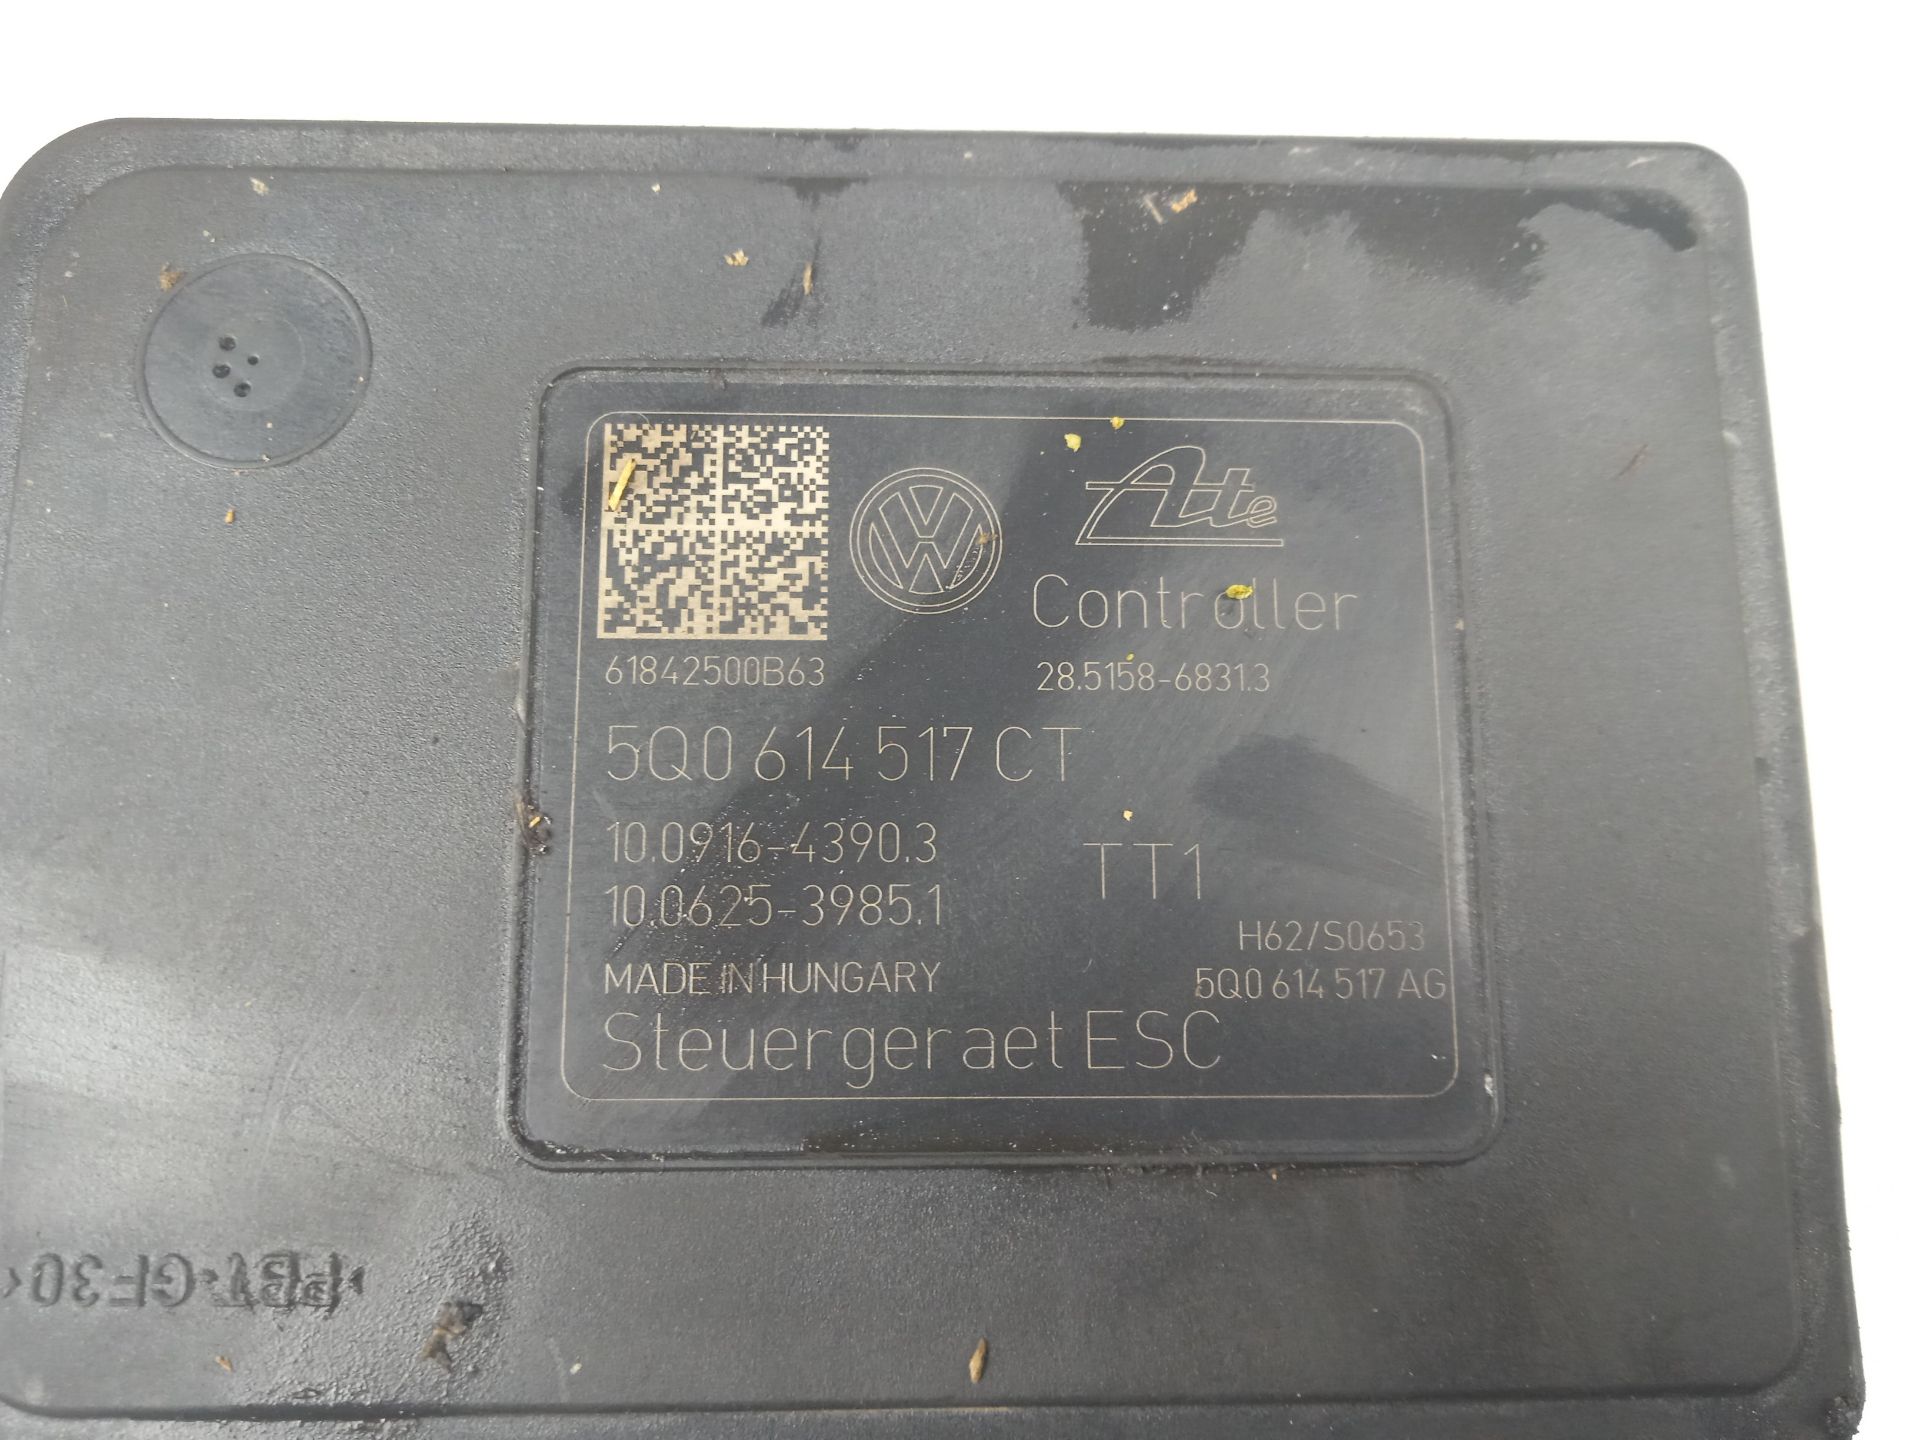 Ate
Controller
61842500B63
28.5158-6831.3
5Q0 614 517 CT
10.0916-4390.3
TT1
10.0625-3985.1
H62/S0653
MADE IN HUNGARY
5Q0 614 517 AG
Steuergeraet ESC
GF30<